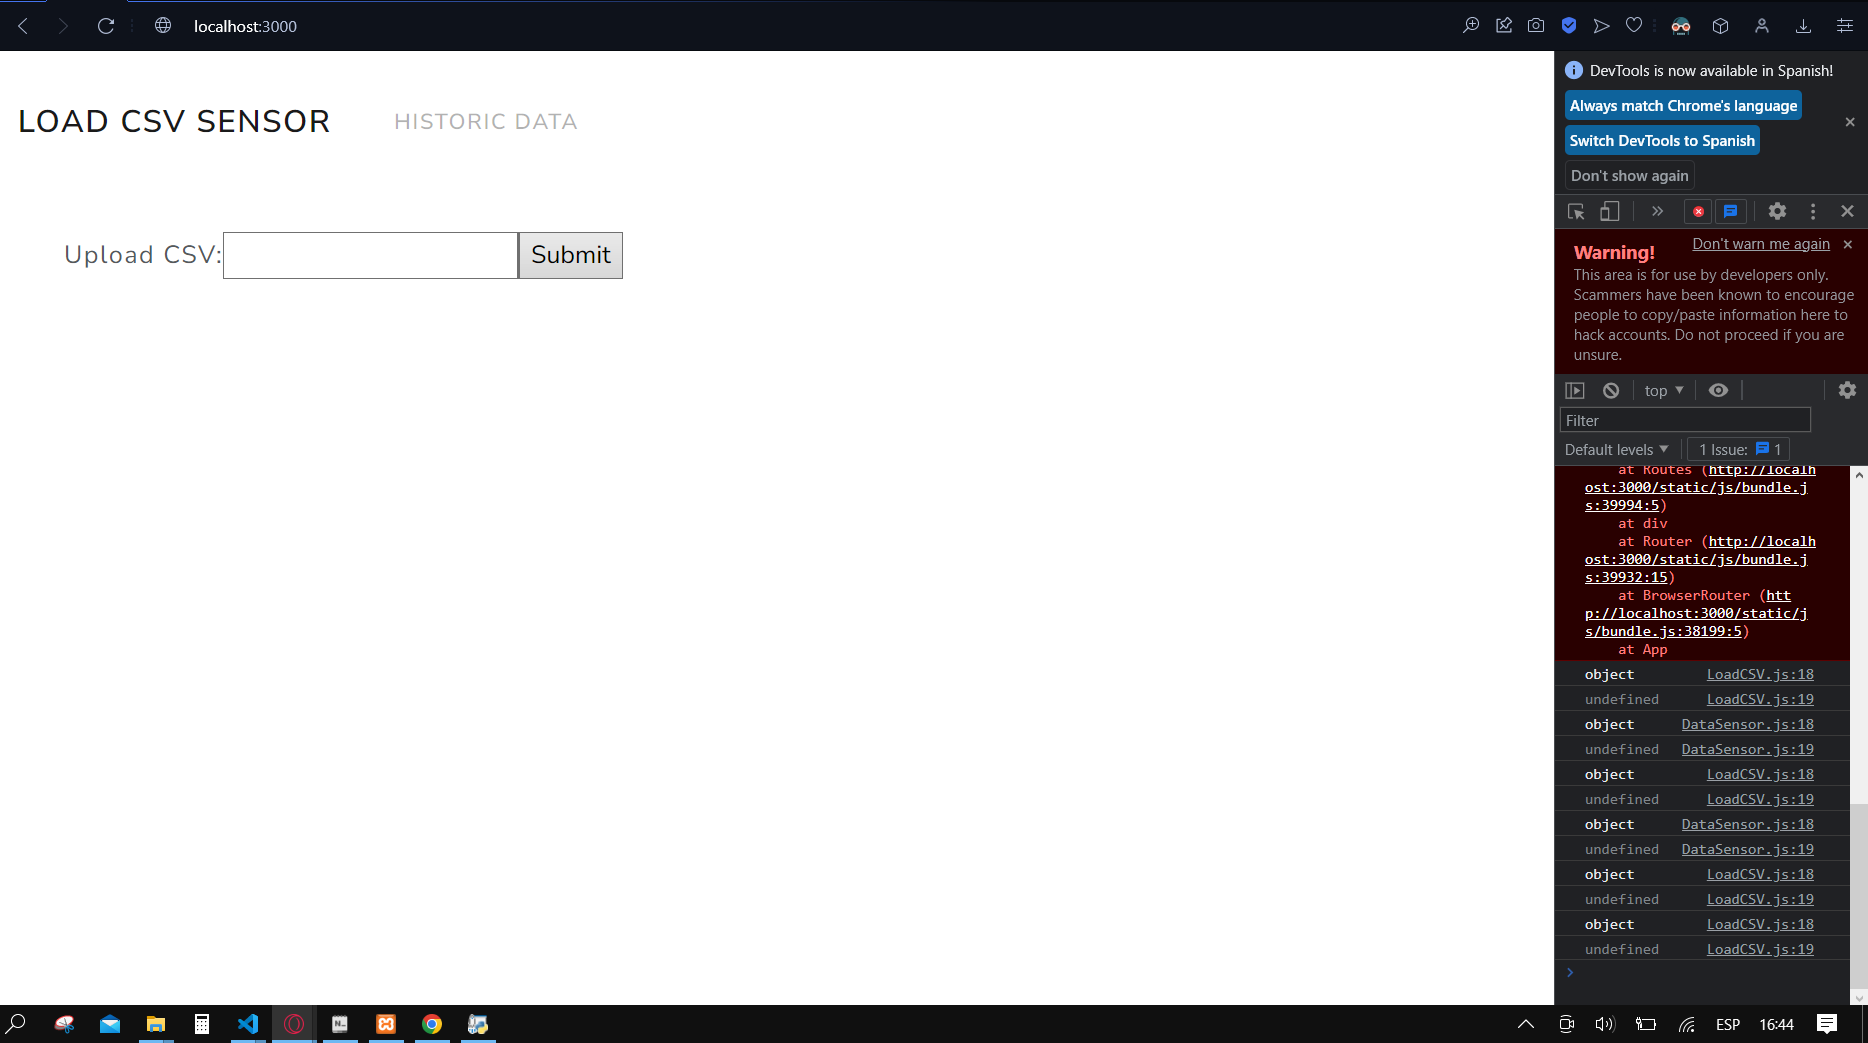 localhost:3000
LOAD CSV SENSOR
HISTORIC DATA
Upload CSV:
Submit
DevTools is now available in Spanish!
Always match Chrome's language
Switch DevTools to Spanish
Don't show again
Don't warn me again
Warning!
This area is for use by developers only.
Scammers have been known to encourage
people to copy/paste information here to
hack accounts. Do not proceed if you are
unsure.
top
Filter
Default levels
1 Issue: 1
at Routes (http://localh
ost:3000/static/js/bundle.j
s:39994:5)
at div
at Router (http://localh
ost:3000/static/js/bundle.j
s:39932:15)
at BrowserRouter (htt
p://localhost:3000/static/j
s/bundle.js:38199:5)
at App
object LoadCSV.js:18
undefined LoadCSV.js:19
object DataSensor.js:18
undefined DataSensor.js:19
object LoadCSV.js:18
undefined LoadCSV.js:19
object DataSensor.js:18
undefined DataSensor.js:19
object LoadCSV.js:18
undefined LoadCSV.js:19
object LoadCSV.js:18
undefined LoadCSV.js:19
ESP
16:44